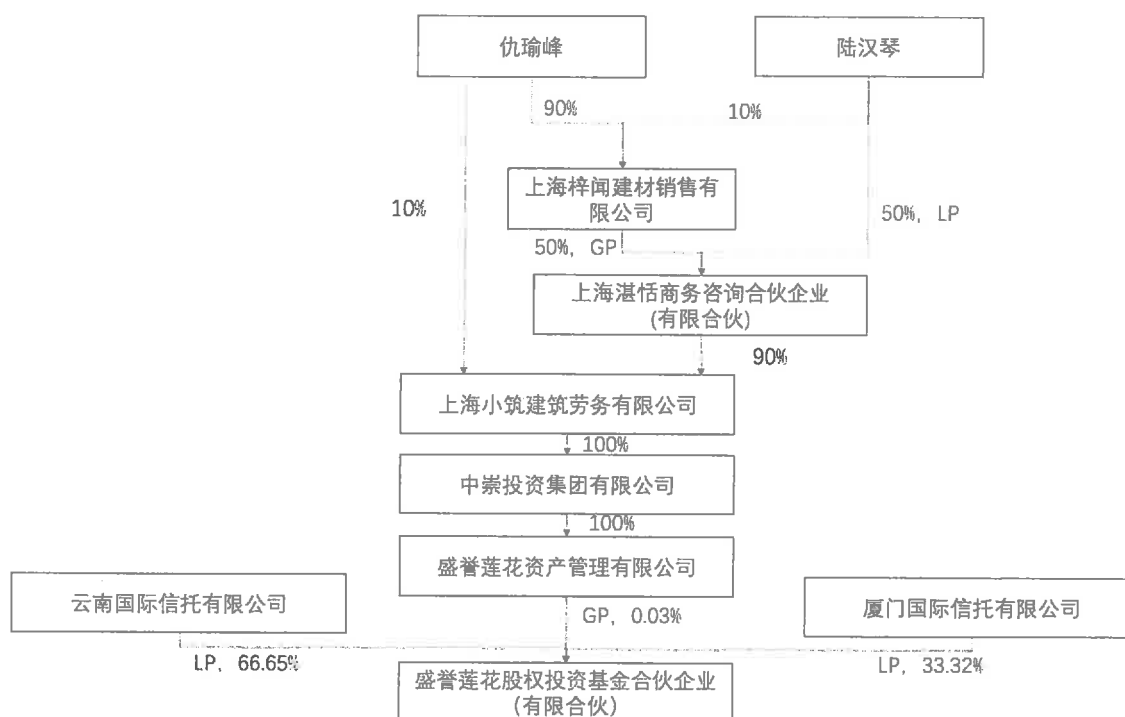 仇瑜峰
陆汉琴
90%
10%
上海梓闻建材销售有
限公司
10%
50%, LP
50%, GP
上海湛恬商务咨询合伙企业
(有限合伙)
90%
上海小筑建筑劳务有限公司
100%
中崇投资集团有限公司
100%
盛誉莲花资产管理有限公司
云南国际信托有限公司
厦门国际信托有限公司
GP, 0.03%
LP, 66.65%
LP, 33.32%
盛誉莲花股权投资基金合伙企业
(有限合伙)